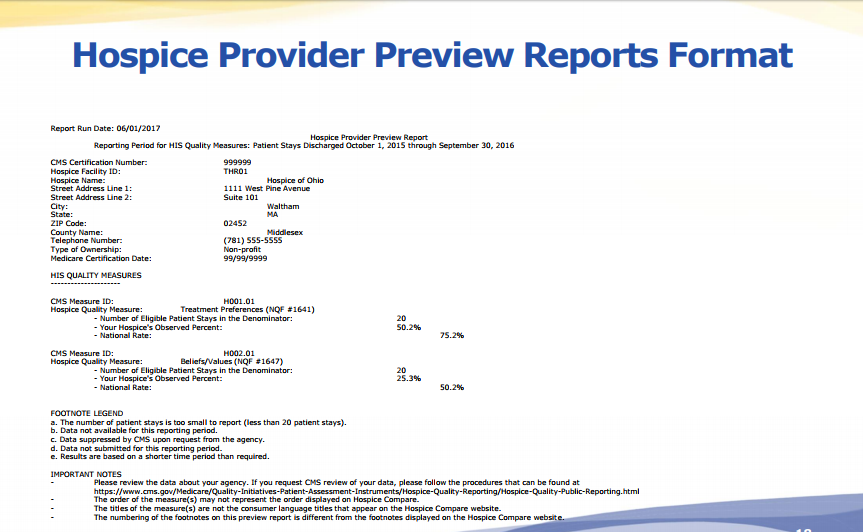 Hospice Provider Preview Reports Format
Report Run Date: 06/01/2017
Hospice Provider Preview Report
Reporting Period for HIS Quality Measures: Patient Stays Discharged October 1, 2015 through September 30, 2016
CMS Certification Number: 999999
Hospice Facility ID: THR01
Hospice Name: Hospice of Ohio
Street Address Line 1: 1111 West Pine Avenue
Street Address Line 2: Suite 101
City: Waltham
State: MA
ZIP Code: 02452
County Name: Middlesex
Telephone Number: (781) 555-5555
Type of Ownership: Non-profit
Medicare Certification Date: 99/99/9999
HIS QUALITY MEASURES
--------------------
CMS Measure ID: H001.01
Hospice Quality Measure: Treatment Preferences (NQF #1641)
- Number of Eligible Patient Stays in the Denominator: 20
- Your Hospice's Observed Percent: 50.2%
- National Rate: 75.2%
CMS Measure ID: H002.01
Hospice Quality Measure: Beliefs/Values (NQF #1647)
- Number of Eligible Patient Stays in the Denominator: 20
- Your Hospice's Observed Percent: 25.3%
- National Rate: 50.2%
FOOTNOTE LEGEND
a. The number of patient stays is too small to report (less than 20 patient stays).
b. Data not available for this reporting period.
c. Data suppressed by CMS upon request from the agency.
d. Data not submitted for this reporting period.
e. Results are based on a shorter time period than required.
IMPORTANT NOTES
- Please review the data about your agency. If you request CMS review of your data, please follow the procedures that can be found at
https://www.cms.gov/Medicare/Quality-Initiatives-Patient-Assessment-Instruments/Hospice-Quality-Reporting/Hospice-Quality-Public-Reporting.html
- The order of the measure(s) may not represent the order displayed on Hospice Compare.
- The titles of the measure(s) are not the consumer language titles that appear on the Hospice Compare website.
- The numbering of the footnotes on this preview report is different from the footnotes displayed on the Hospice Compare website.